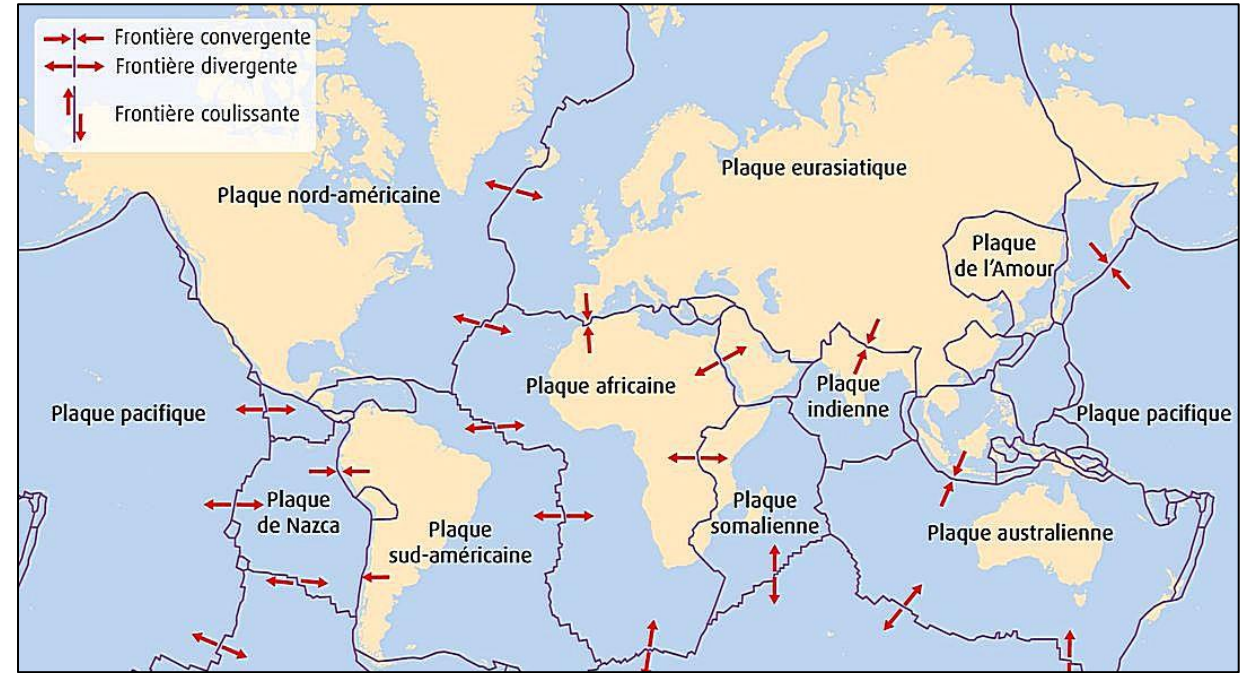 Frontière convergente
Frontière divergente
Frontière coulissante
Plaque nord-américaine
Plaque eurasiatique
Plaque
de l'Amour
Plaque africaine
Plaque
indienne
Plaque pacifique
Plaque pacifique
Plaque
de Nazca
Plaque
sud-américaine
Plaque
somalienne
Plaque australienne